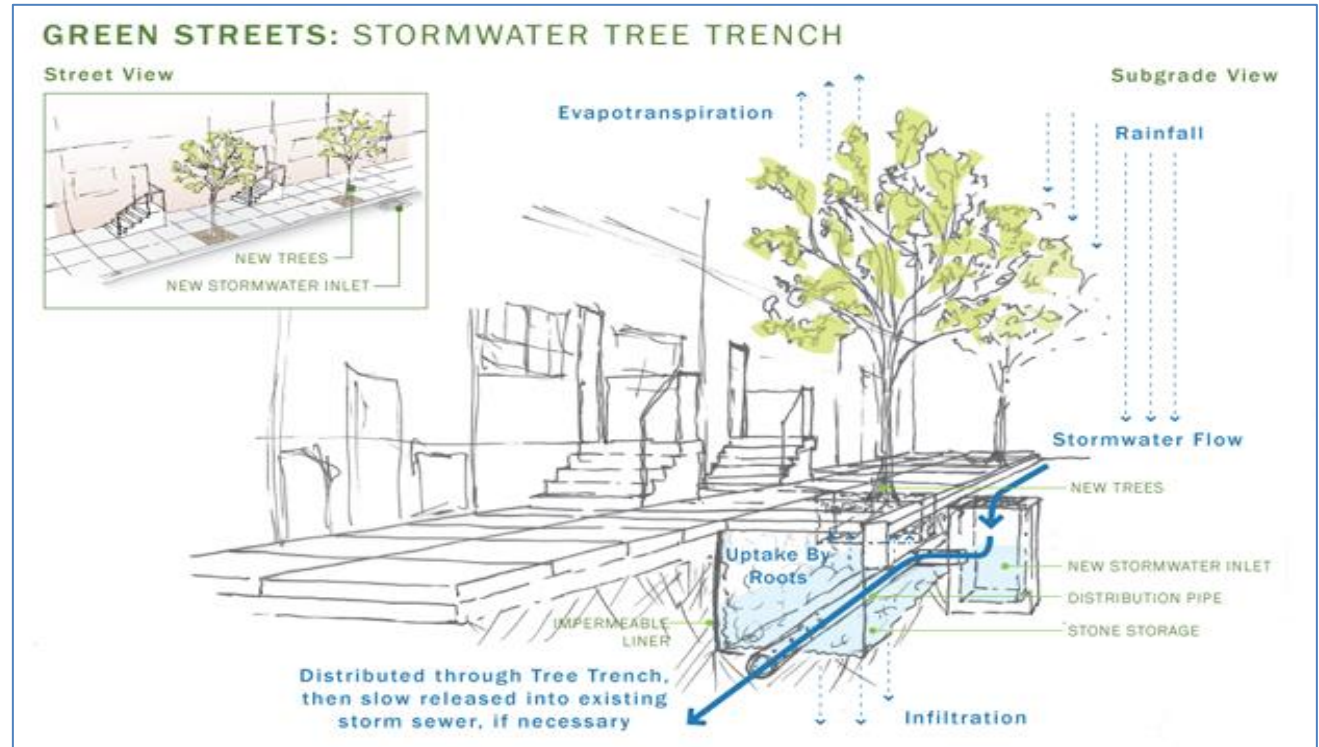 GREEN STREETS: STORMWATER TREE TRENCH
Street View
Subgrade View
NEW TREES
NEW STORMWATER INLET
Evapotranspiration
Rainfall
Stormwater Flow
NEW TREES
Uptake By
Roots
NEW STORMWATER INLET
DISTRIBUTION PIPE
STONE STORAGE
IMPERMEABLE
LINER
Distributed through Tree Trench,
then slow released into existing
storm sewer, if necessary
Infiltration